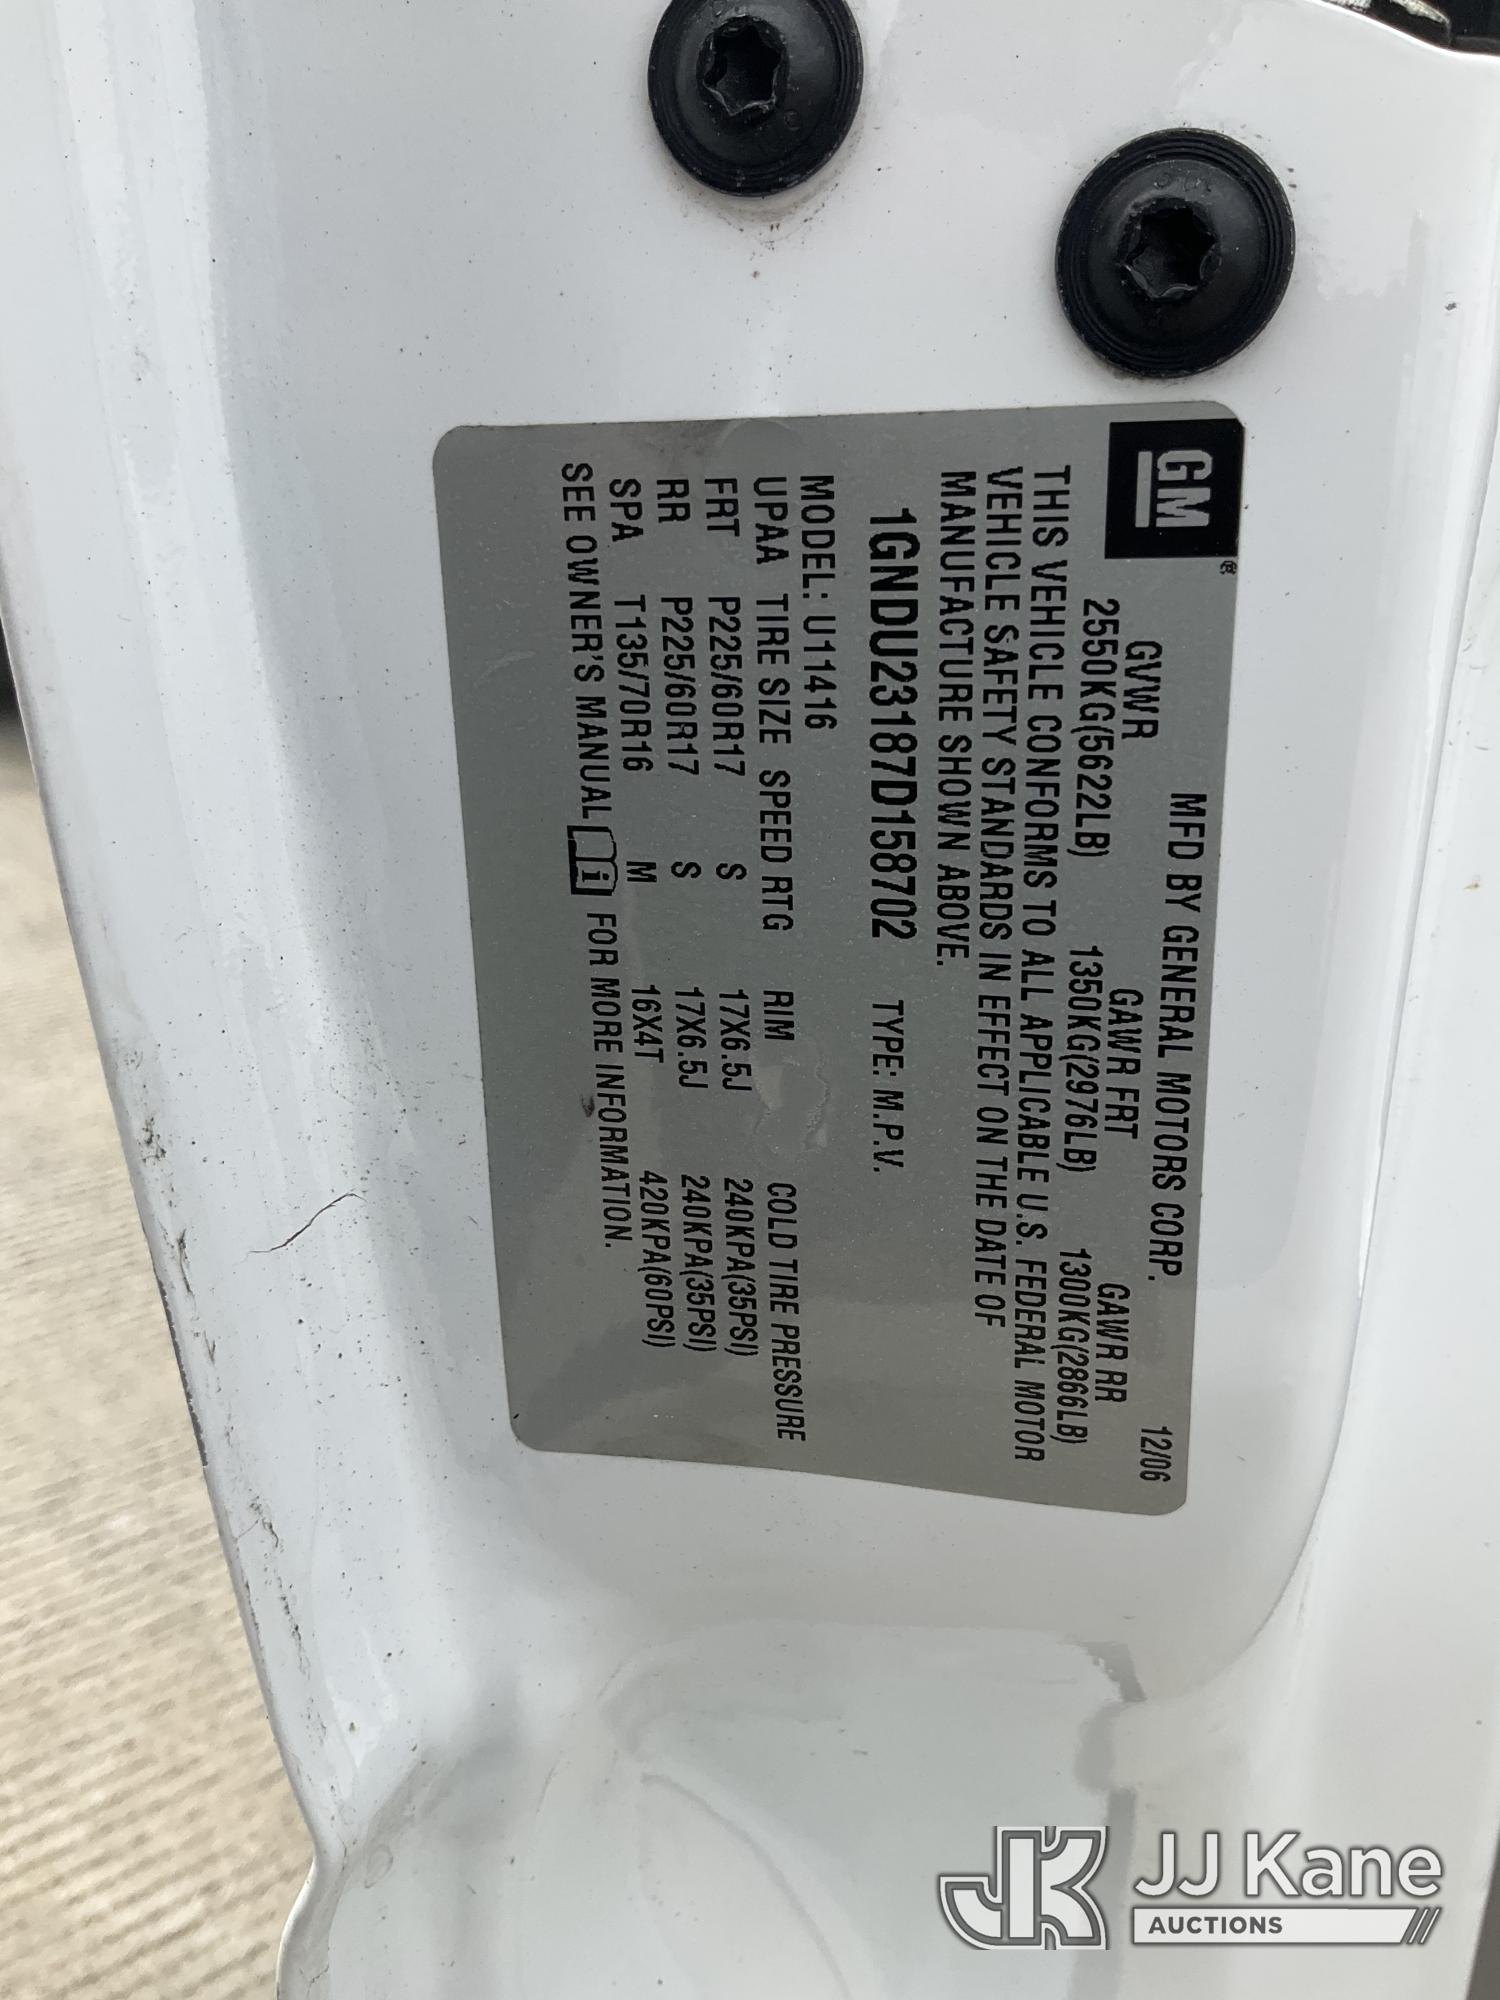 GM®
MFD BY GENERAL MOTORS CORP. 12/06
GVWR GAWR FRT GAWR RR
2550KG(5622LB) 1350KG(2976LB) 1300KG(2866LB)
THIS VEHICLE CONFORMS TO ALL APPLICABLE U.S. FEDERAL MOTOR
VEHICLE SAFETY STANDARDS IN EFFECT ON THE DATE OF
MANUFACTURE SHOWN ABOVE.
1GNDU23187D158702 TYPE: M.P.V.
MODEL: U11416
UPAA TIRE SIZE SPEED RTG RIM COLD TIRE PRESSURE
FRT P225/60R17 S 17X6.5J 240KPA(35PSI)
RR P225/60R17 S 17X6.5J 240KPA(35PSI)
SPA T135/70R16 M 16X4T 420KPA(60PSI)
SEE OWNER'S MANUAL i FOR MORE INFORMATION.
JK JJ Kane
AUCTIONS